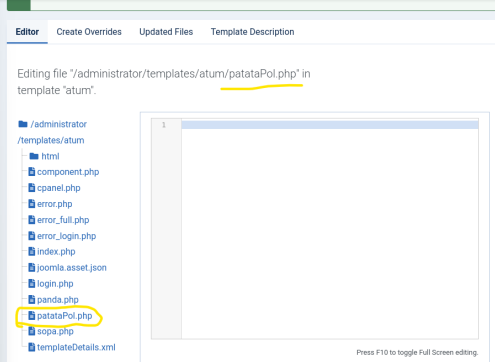 Editor Create Overrides Updated Files Template Description
Editing file "/administrator/templates/atum/patataPol.php" in
template "atum".
/administrator
/templates/atum
html
component.php
cpanel.php
error.php
error_full.php
error_login.php
index.php
joomla.asset.json
login.php
panda.php
patataPol.php
sopa.php
templateDetails.xml
1
Press F10 to toggle Full Screen editing.